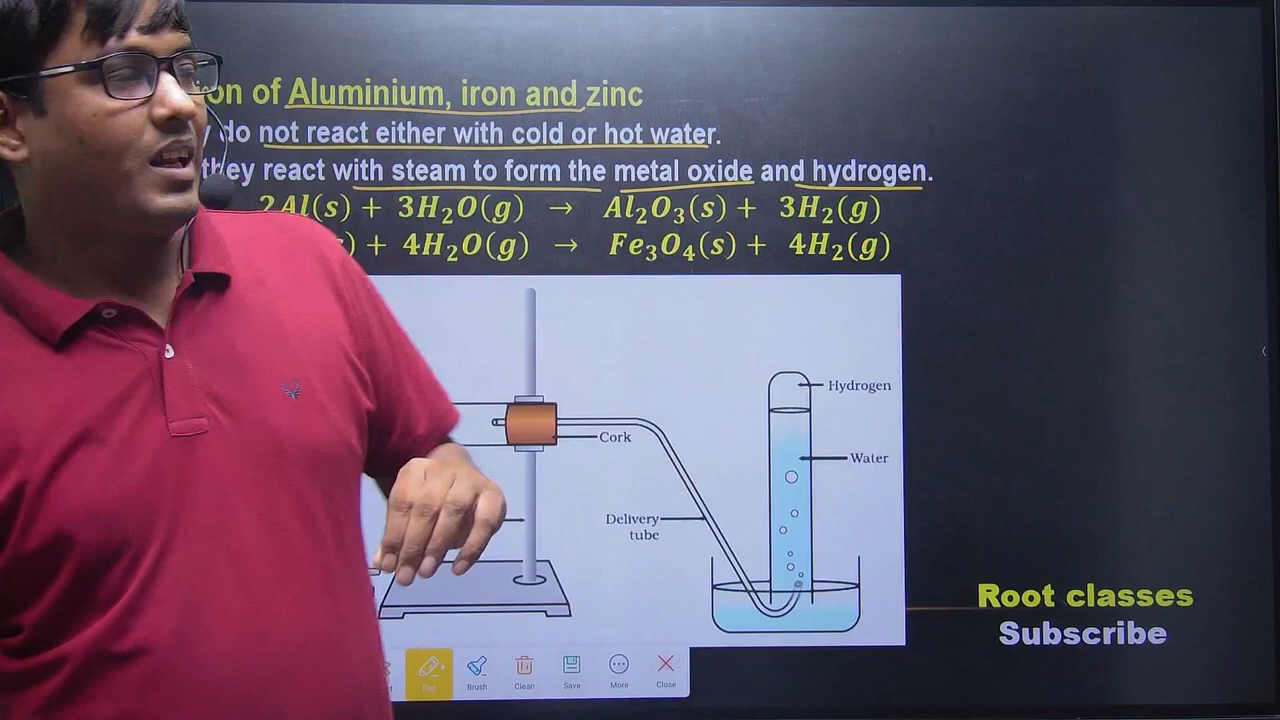 of Aluminium, iron and zinc
do not react either with cold or hot water.
they react with steam to form the metal oxide and hydrogen.
2Al(s) + 3H₂O(g) → Al₂O₃(s) + 3H₂(g)
) + 4H₂O(g) → Fe₃O₄(s) + 4H₂(g)
Hydrogen
Cork
Water
Delivery
tube
Root classes
Subscribe
Pen
Brush
Clean
Save
More
Close